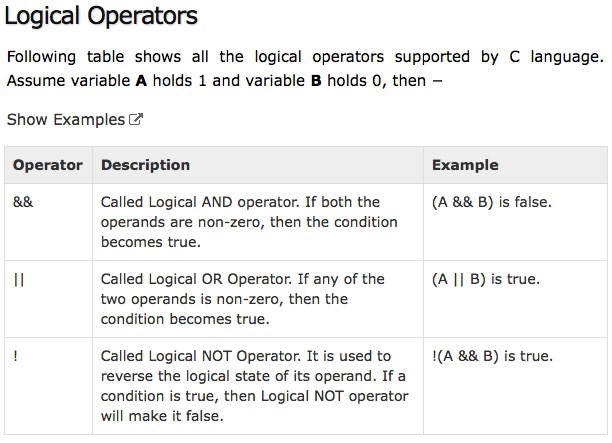 Logical Operators
Following table shows all the logical operators supported by C language.
Assume variable A holds 1 and variable B holds 0, then −
Show Examples
Operator Description Example
&& Called Logical AND operator. If both the (A && B) is false.
operands are non-zero, then the condition
becomes true.
|| Called Logical OR Operator. If any of the (A || B) is true.
two operands is non-zero, then the
condition becomes true.
! Called Logical NOT Operator. It is used to !(A && B) is true.
reverse the logical state of its operand. If a
condition is true, then Logical NOT operator
will make it false.